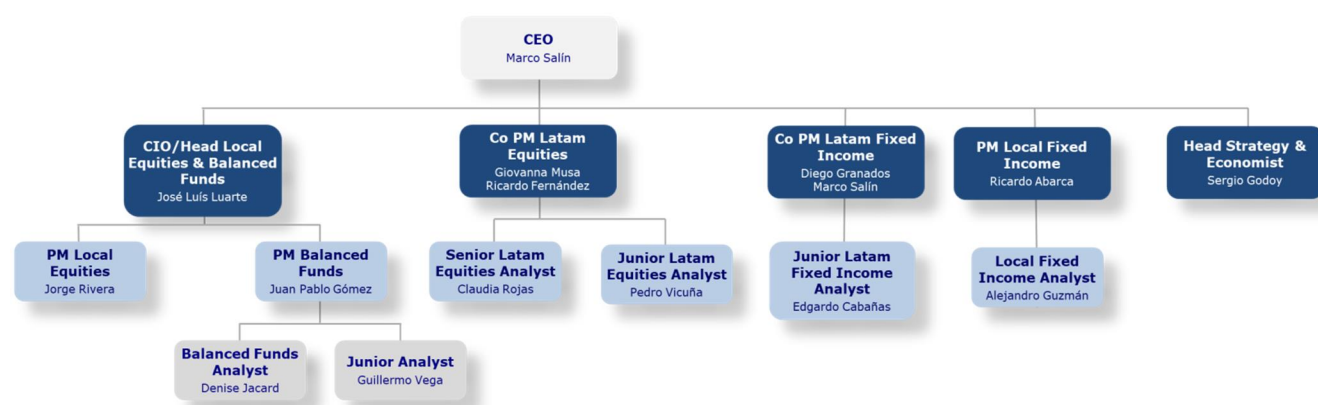 CEO
Marco Salín
CIO/Head Local
Equities & Balanced
Funds
José Luís Luarte
Co PM Latam
Equities
Giovanna Musa
Ricardo Fernández
Co PM Latam Fixed
Income
Diego Granados
Marco Salín
PM Local Fixed
Income
Ricardo Abarca
Head Strategy &
Economist
Sergio Godoy
PM Local
Equities
Jorge Rivera
PM Balanced
Funds
Juan Pablo Gómez
Senior Latam
Equities Analyst
Claudia Rojas
Junior Latam
Equities Analyst
Pedro Vicuña
Junior Latam
Fixed Income
Analyst
Edgardo Cabañas
Local Fixed
Income Analyst
Alejandro Guzmán
Balanced Funds
Analyst
Denise Jacard
Junior Analyst
Guillermo Vega